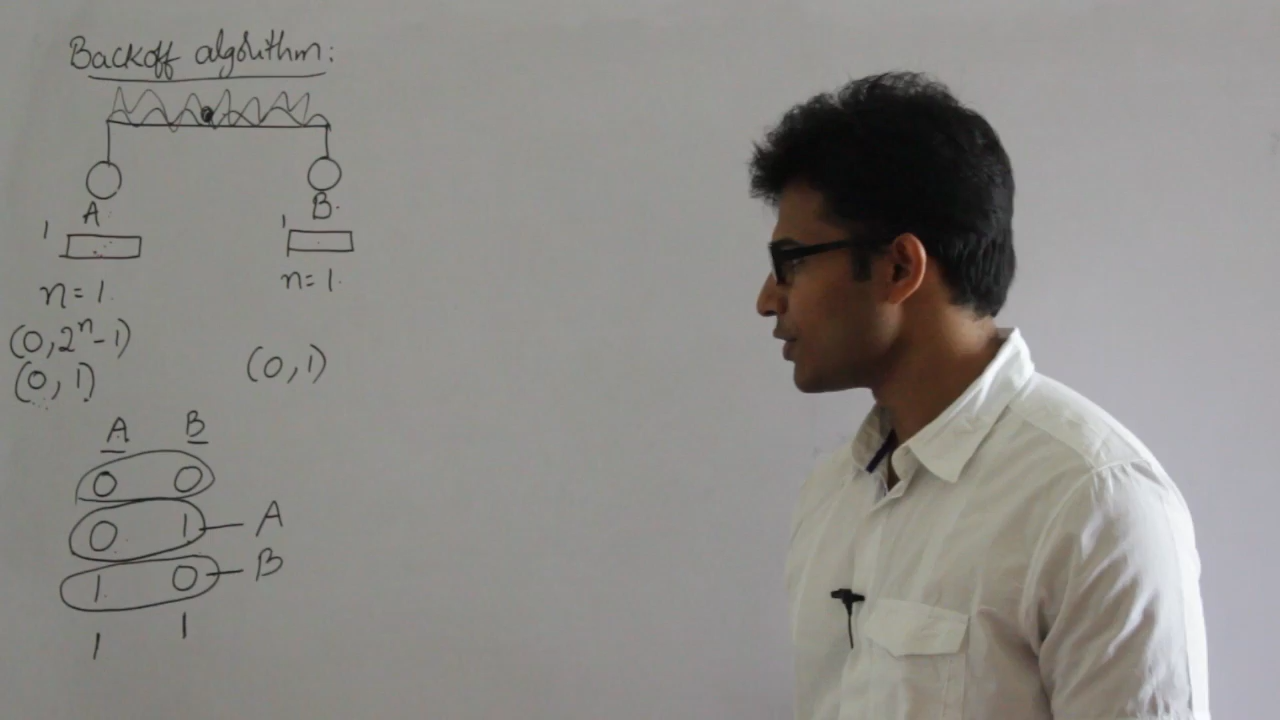 Backoff algorithm:
A B
1 1
n=1. n=1.
(0,2ⁿ-1)
(0,1) (0,1)
A B
0 0
0 1 — A
1 0 — B
1 1